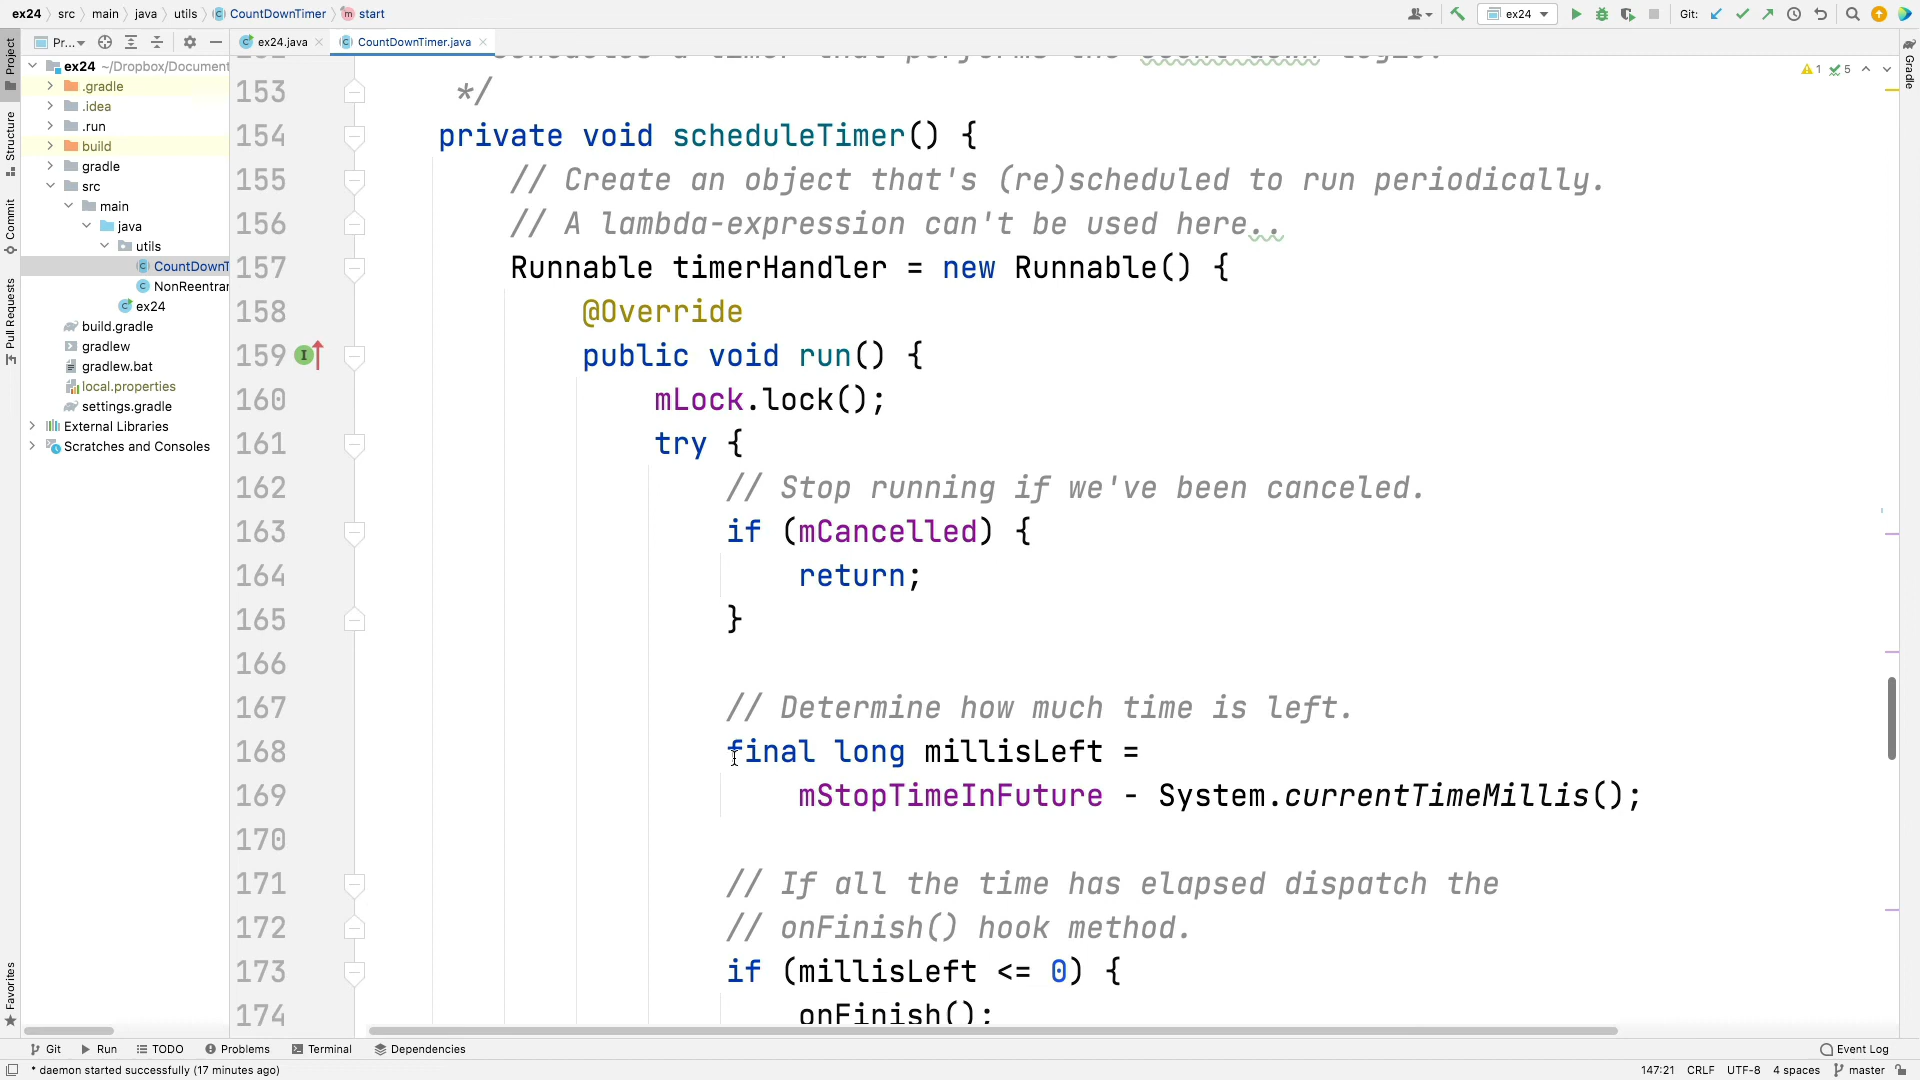 ex24 src main java utils CountDownTimer start
ex24
Git:
Pr...
ex24.java
CountDownTimer.java
1 5
Project
Structure
Commit
Pull Requests
Favorites
Gradle
ex24 ~/Dropbox/Document
.gradle
.idea
.run
build
gradle
src
main
java
utils
CountDownT
NonReentran
ex24
build.gradle
gradlew
gradlew.bat
local.properties
settings.gradle
External Libraries
Scratches and Consoles
153 */
154 private void scheduleTimer() {
155 // Create an object that's (re)scheduled to run periodically.
156 // A lambda-expression can't be used here..
157 Runnable timerHandler = new Runnable() {
158 @Override
159 public void run() {
160 mLock.lock();
161 try {
162 // Stop running if we've been canceled.
163 if (mCancelled) {
164 return;
165 }
166
167 // Determine how much time is left.
168 final long millisLeft =
169 mStopTimeInFuture - System.currentTimeMillis();
170
171 // If all the time has elapsed dispatch the
172 // onFinish() hook method.
173 if (millisLeft <= 0) {
174 onFinish();
Git Run TODO Problems Terminal Dependencies Event Log
* daemon started successfully (17 minutes ago) 147:21 CRLF UTF-8 4 spaces master